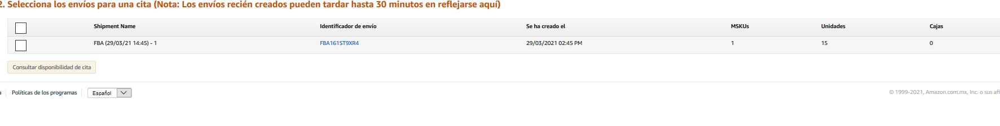 2. Selecciona los envíos para una cita (Nota: Los envíos recién creados pueden tardar hasta 30 minutos en reflejarse aquí)
Shipment Name Identificador de envío Se ha creado el MSKUs Unidades Cajas
FBA (29/03/21 14:45) - 1 FBA161ST9XR4 29/03/2021 02:45 PM 1 15 0
Consultar disponibilidad de cita
a Políticas de los programas Español © 1999-2021, Amazon.com.mx, Inc. o sus afi